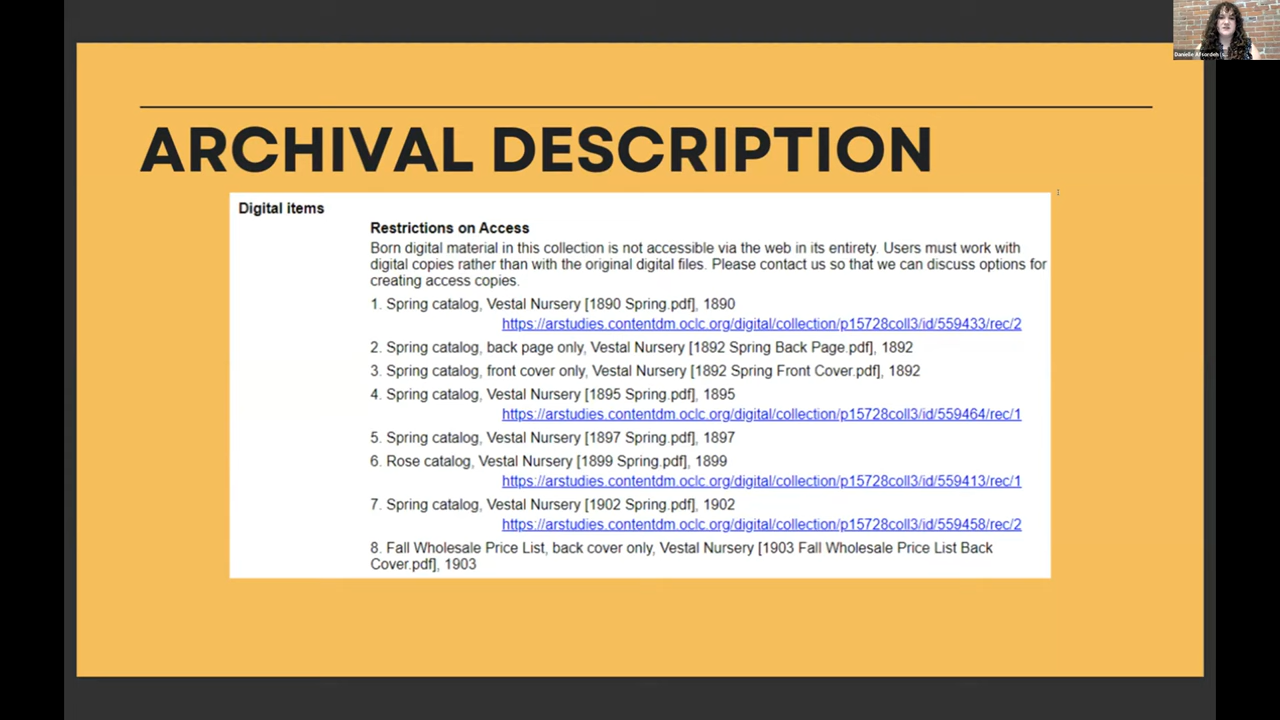 ARCHIVAL DESCRIPTION
Digital items
Restrictions on Access
Born digital material in this collection is not accessible via the web in its entirety. Users must work with
digital copies rather than with the original digital files. Please contact us so that we can discuss options for
creating access copies.
1. Spring catalog, Vestal Nursery [1890 Spring.pdf], 1890
https://arstudies.contentdm.oclc.org/digital/collection/p15728coll3/id/559433/rec/2
2. Spring catalog, back page only, Vestal Nursery [1892 Spring Back Page.pdf], 1892
3. Spring catalog, front cover only, Vestal Nursery [1892 Spring Front Cover.pdf], 1892
4. Spring catalog, Vestal Nursery [1895 Spring.pdf], 1895
https://arstudies.contentdm.oclc.org/digital/collection/p15728coll3/id/559464/rec/1
5. Spring catalog, Vestal Nursery [1897 Spring.pdf], 1897
6. Rose catalog, Vestal Nursery [1899 Spring.pdf], 1899
https://arstudies.contentdm.oclc.org/digital/collection/p15728coll3/id/559413/rec/1
7. Spring catalog, Vestal Nursery [1902 Spring.pdf], 1902
https://arstudies.contentdm.oclc.org/digital/collection/p15728coll3/id/559458/rec/2
8. Fall Wholesale Price List, back cover only, Vestal Nursery [1903 Fall Wholesale Price List Back
Cover.pdf], 1903